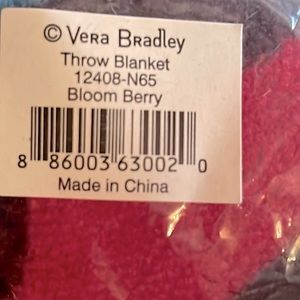 © Vera Bradley
Throw Blanket
12408-N65
Bloom Berry
8 86003 63002 0
Made in China